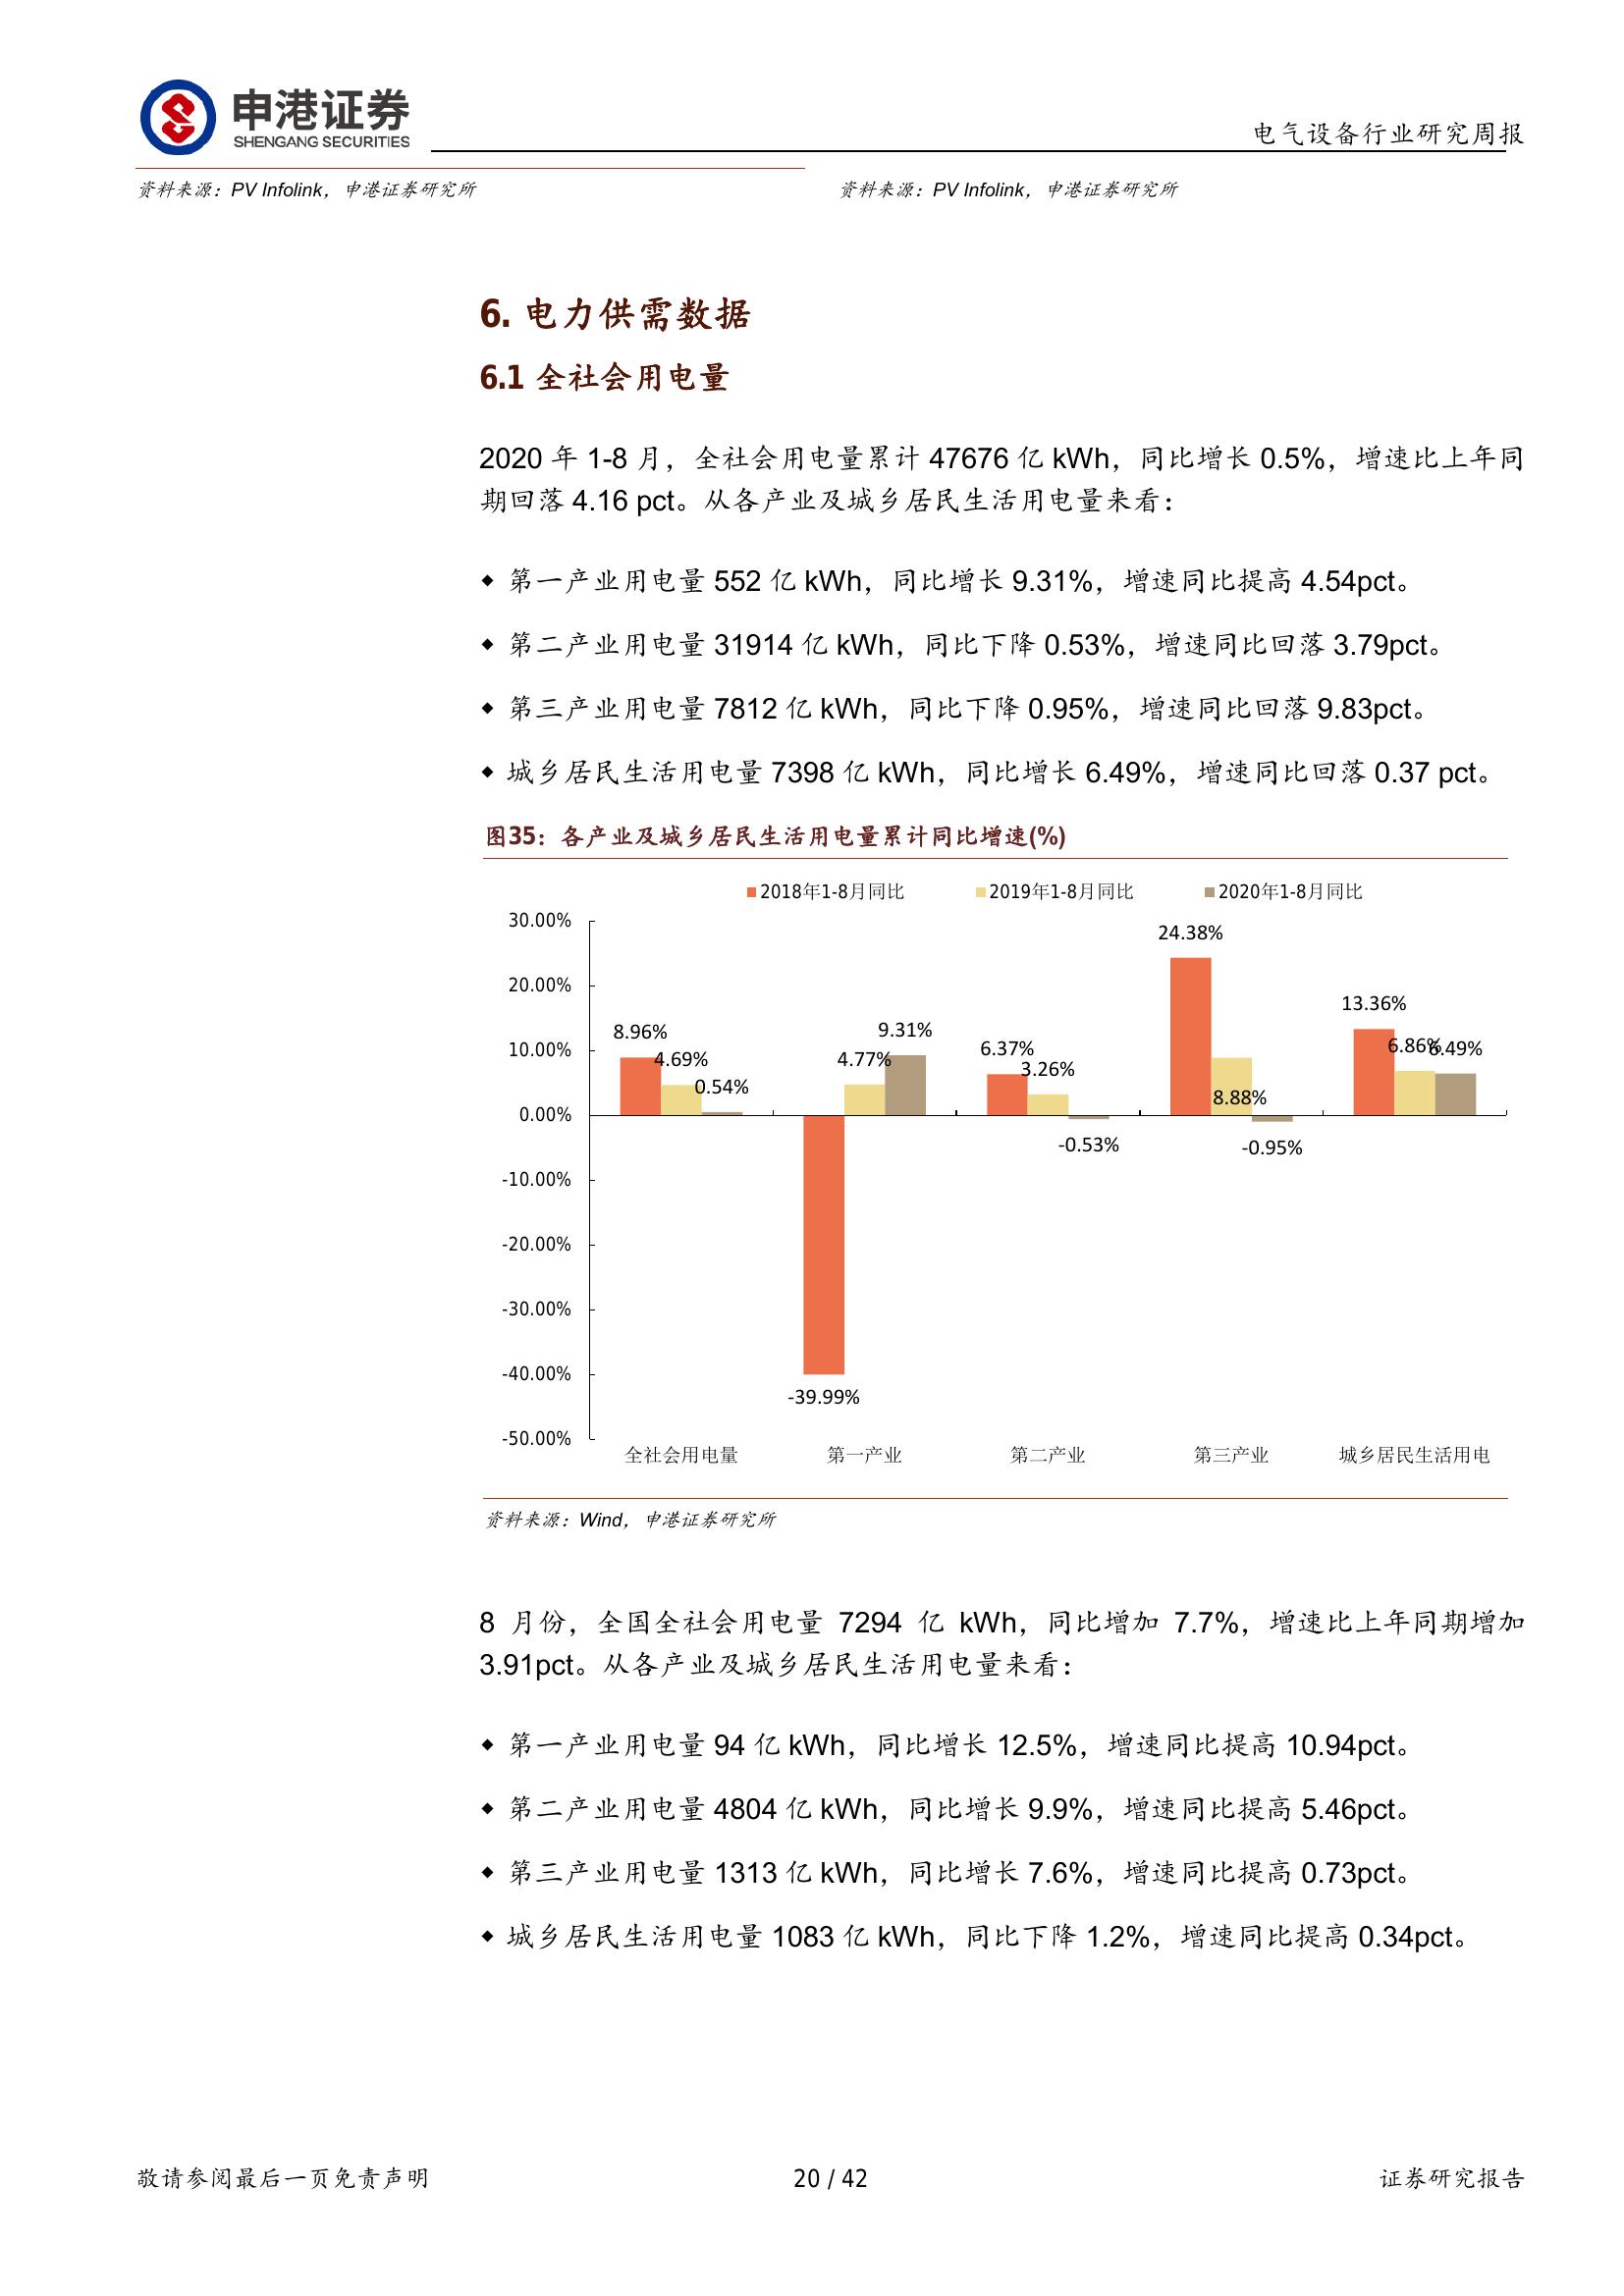 申港证券
SHENGANG SECURITIES
电气设备行业研究周报
资料来源：PV Infolink，申港证券研究所
资料来源：PV Infolink，申港证券研究所
6. 电力供需数据
6.1 全社会用电量
2020 年 1-8 月，全社会用电量累计 47676 亿 kWh，同比增长 0.5%，增速比上年同
期回落 4.16 pct。从各产业及城乡居民生活用电量来看：
◆ 第一产业用电量 552 亿 kWh，同比增长 9.31%，增速同比提高 4.54pct。
◆ 第二产业用电量 31914 亿 kWh，同比下降 0.53%，增速同比回落 3.79pct。
◆ 第三产业用电量 7812 亿 kWh，同比下降 0.95%，增速同比回落 9.83pct。
◆ 城乡居民生活用电量 7398 亿 kWh，同比增长 6.49%，增速同比回落 0.37 pct。
图35：各产业及城乡居民生活用电量累计同比增速(%)
2018年1-8月同比 2019年1-8月同比 2020年1-8月同比
30.00%
20.00%
10.00%
0.00%
-10.00%
-20.00%
-30.00%
-40.00%
-50.00%
8.96%
4.69%
0.54%
-39.99%
4.77%
9.31%
6.37%
3.26%
-0.53%
24.38%
8.88%
-0.95%
13.36%
6.86%
6.49%
全社会用电量 第一产业 第二产业 第三产业 城乡居民生活用电
资料来源：Wind，申港证券研究所
8 月份，全国全社会用电量 7294 亿 kWh，同比增加 7.7%，增速比上年同期增加
3.91pct。从各产业及城乡居民生活用电量来看：
◆ 第一产业用电量 94 亿 kWh，同比增长 12.5%，增速同比提高 10.94pct。
◆ 第二产业用电量 4804 亿 kWh，同比增长 9.9%，增速同比提高 5.46pct。
◆ 第三产业用电量 1313 亿 kWh，同比增长 7.6%，增速同比提高 0.73pct。
◆ 城乡居民生活用电量 1083 亿 kWh，同比下降 1.2%，增速同比提高 0.34pct。
敬请参阅最后一页免责声明
20 / 42
证券研究报告